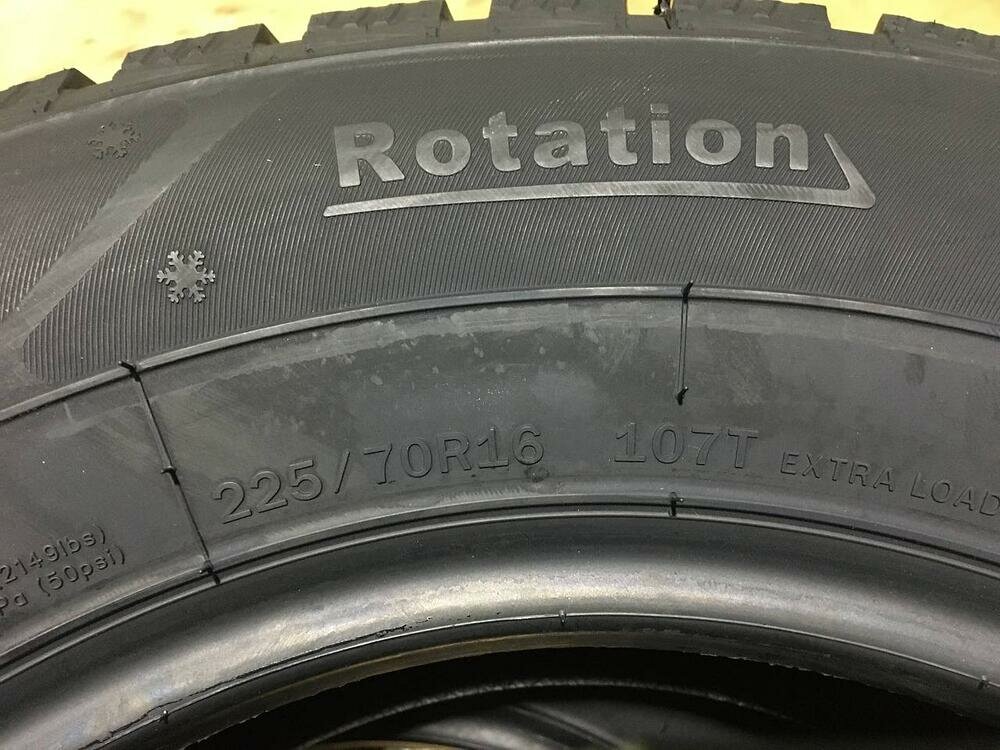 Rotation
225/70R16 107T EXTRA LOAD
2149lbs)
Pa (50psi)